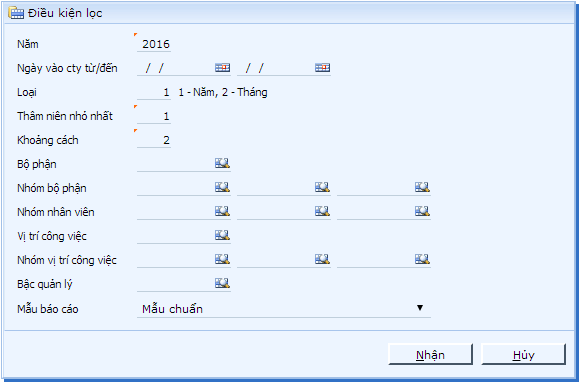 Điều kiện lọc
Năm 2016
Ngày vào cty từ/đến / / / /
Loại 1 1 - Năm, 2 - Tháng
Thâm niên nhỏ nhất 1
Khoảng cách 2
Bộ phận
Nhóm bộ phận
Nhóm nhân viên
Vị trí công việc
Nhóm vị trí công việc
Bậc quản lý
Mẫu báo cáo Mẫu chuẩn
Nhận Hủy